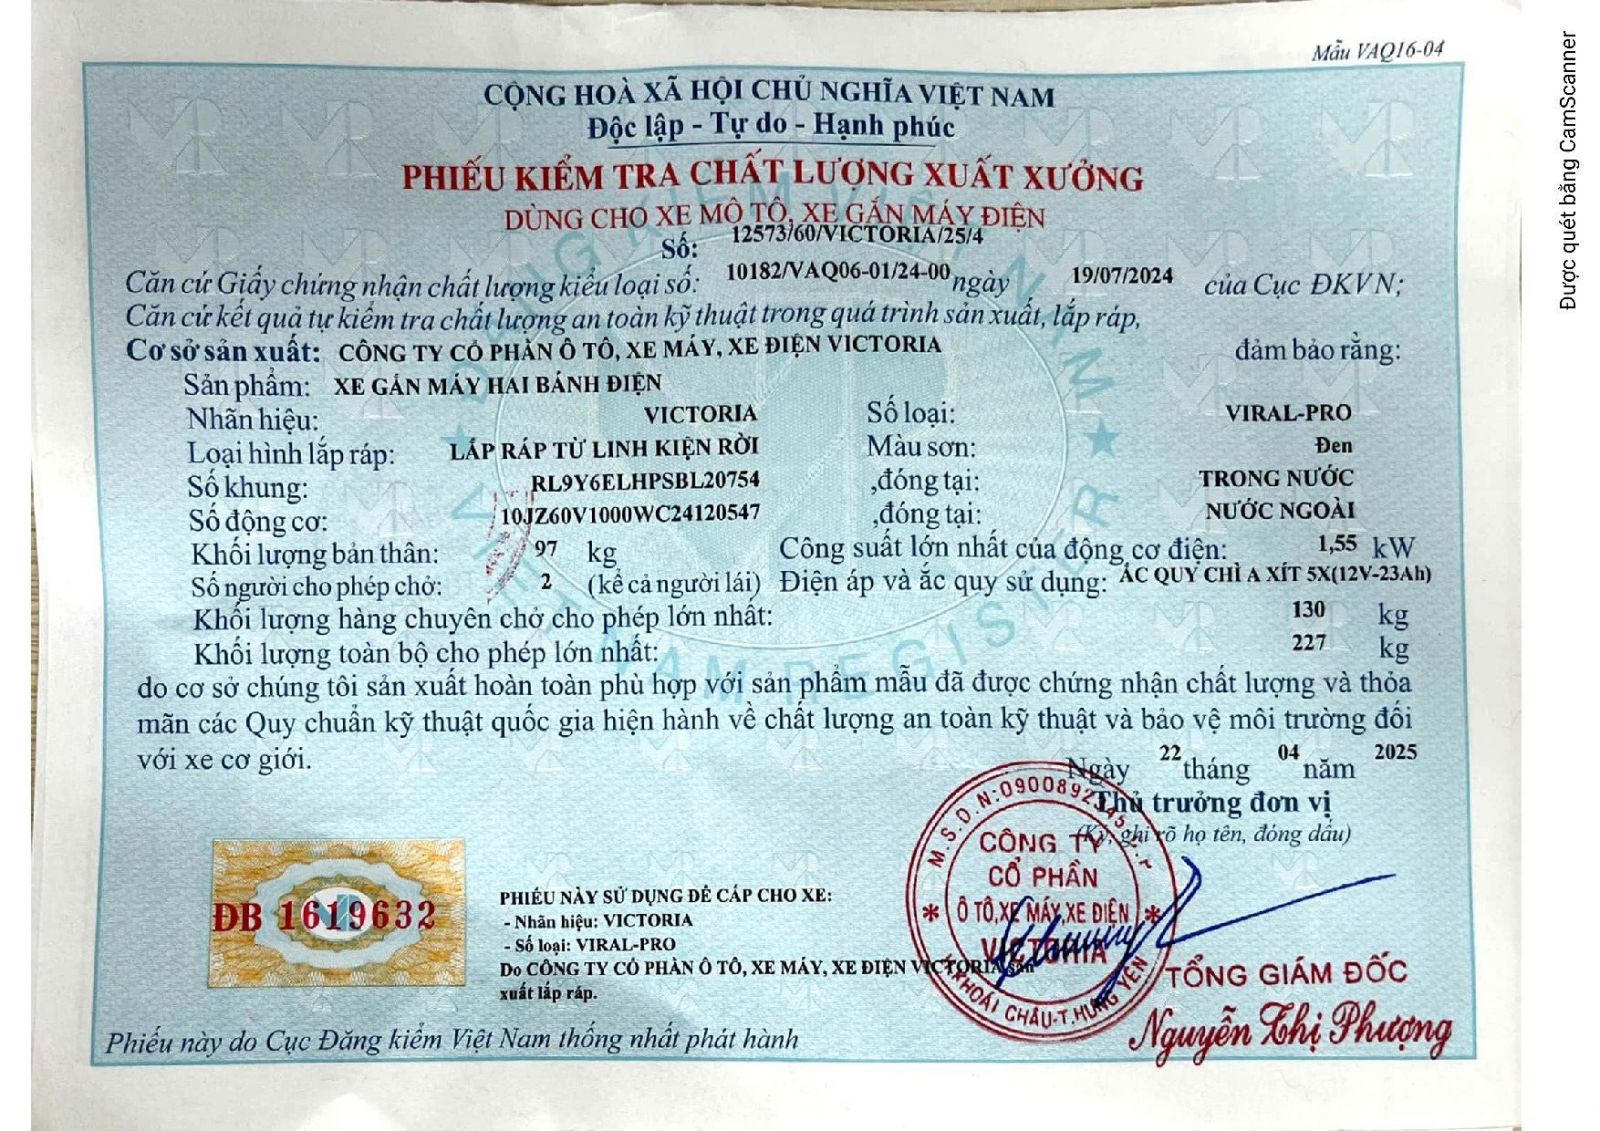 Mẫu VAQ16-04
CỘNG HOÀ XÃ HỘI CHỦ NGHĨA VIỆT NAM
Độc lập - Tự do - Hạnh phúc
PHIẾU KIỂM TRA CHẤT LƯỢNG XUẤT XƯỞNG
DÙNG CHO XE MÔ TÔ, XE GẮN MÁY ĐIỆN
Số: 12573/60/VICTORIA/25/4
Căn cứ Giấy chứng nhận chất lượng kiểu loại số: 10182/VAQ06-01/24-00 ngày 19/07/2024 của Cục ĐKVN;
Căn cứ kết quả tự kiểm tra chất lượng an toàn kỹ thuật trong quá trình sản xuất, lắp ráp,
Cơ sở sản xuất: CÔNG TY CỔ PHẦN Ô TÔ, XE MÁY, XE ĐIỆN VICTORIA đảm bảo rằng:
Sản phẩm: XE GẮN MÁY HAI BÁNH ĐIỆN
Nhãn hiệu: VICTORIA Số loại: VIRAL-PRO
Loại hình lắp ráp: LẮP RÁP TỪ LINH KIỆN RỜI Màu sơn: Đen
Số khung: RL9Y6ELHPSBL20754 ,đóng tại: TRONG NƯỚC
Số động cơ: 10JZ60V1000WC24120547 ,đóng tại: NƯỚC NGOÀI
Khối lượng bản thân: 97 kg Công suất lớn nhất của động cơ điện: 1,55 kW
Số người cho phép chở: 2 (kể cả người lái) Điện áp và ắc quy sử dụng: ẮC QUY CHÌ A XÍT 5X(12V-23Ah)
Khối lượng hàng chuyên chở cho phép lớn nhất: 130 kg
Khối lượng toàn bộ cho phép lớn nhất: 227 kg
do cơ sở chúng tôi sản xuất hoàn toàn phù hợp với sản phẩm mẫu đã được chứng nhận chất lượng và thỏa
mãn các Quy chuẩn kỹ thuật quốc gia hiện hành về chất lượng an toàn kỹ thuật và bảo vệ môi trường đối
với xe cơ giới.
Ngày 22 tháng 04 năm 2025
Thủ trưởng đơn vị
(Ký, ghi rõ họ tên, đóng dấu)
M.S.D.N:0900892
CÔNG TY
CỔ PHẦN
Ô TÔ,XE MÁY,XE ĐIỆN
VICTORIA
H.KHOÁI CHÂU-T.HƯNG YÊN
ĐB 1619632
PHIẾU NÀY SỬ DỤNG ĐỂ CẤP CHO XE:
- Nhãn hiệu: VICTORIA
- Số loại: VIRAL-PRO
Do CÔNG TY CỔ PHẦN Ô TÔ, XE MÁY, XE ĐIỆN VICTORIA sản
xuất lắp ráp.
TỔNG GIÁM ĐỐC
Nguyễn Thị Phượng
Phiếu này do Cục Đăng kiểm Việt Nam thống nhất phát hành
ĐĂNG KIỂM VIỆT NAM
VIETNAM REGISTER
Được quét bằng CamScanner